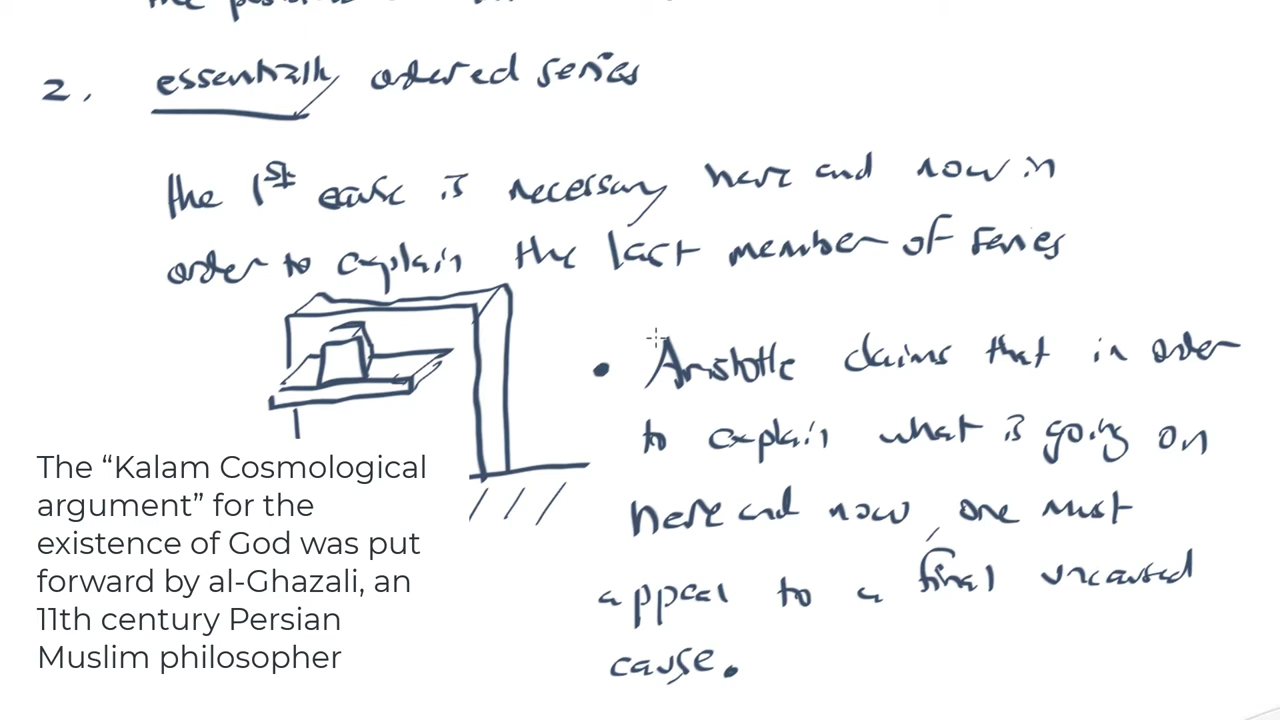 the
2. essentially ordered series
the 1st cause is necessary here and now in
order to explain the last member of series
• Aristotle claims that in order
to explain what is going on
here and now, one must
appeal to a final uncaused
cause.
The “Kalam Cosmological
argument” for the
existence of God was put
forward by al-Ghazali, an
11th century Persian
Muslim philosopher